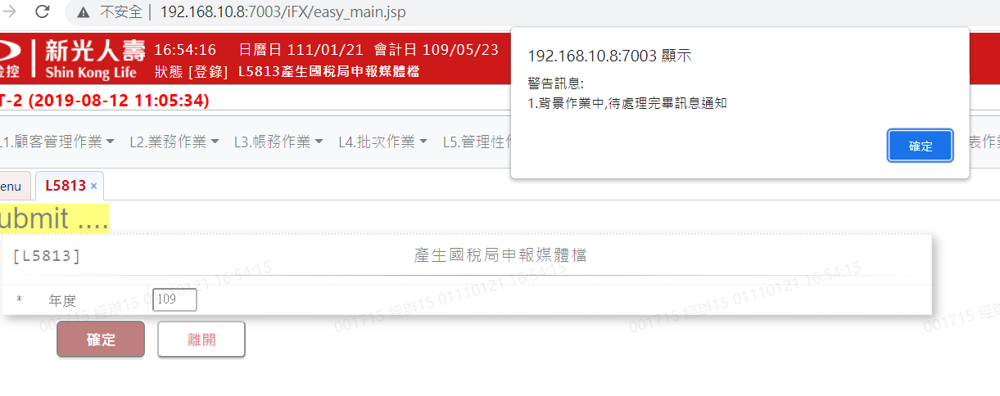 不安全 | 192.168.10.8:7003/iFX/easy_main.jsp
192.168.10.8:7003 顯示
警告訊息:
1.背景作業中,待處理完畢訊息通知
確定
金控
新光人壽
Shin Kong Life
16:54:16 日曆日 111/01/21 會計日 109/05/23
狀態 [登錄] L5813產生國稅局申報媒體檔
T-2 (2019-08-12 11:05:34)
L1.顧客管理作業 L2.業務作業 L3.帳務作業 L4.批次作業 L5.管理性作 表作業
enu L5813 ×
ubmit ....
[L5813] 產生國稅局申報媒體檔
* 年度 109
確定 離開
001715 經辦15 01110121 16:54:15
001715 經辦15 01110121 16:54:15
001715 經辦15 01110121 16:54:15
001715 經辦